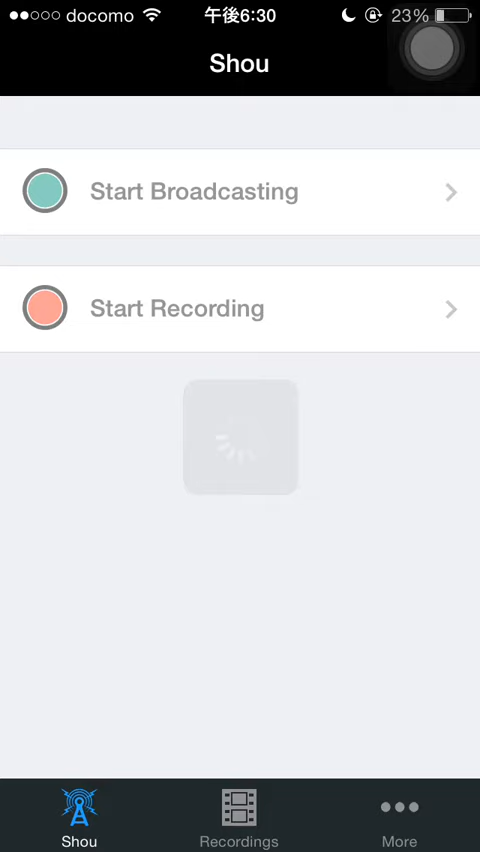 docomo 午後6:30 23%
Shou
Start Broadcasting
Start Recording
Shou Recordings More